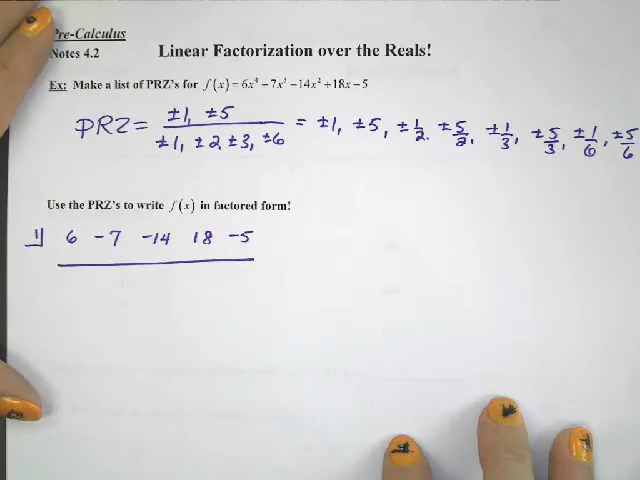 Pre-Calculus
Notes 4.2
Linear Factorization over the Reals!
Ex: Make a list of PRZ's for f(x) = 6x⁴ − 7x³ − 14x² + 18x − 5
PRZ = ±1, ±5 / ±1, ±2 ±3, ±6 = ±1, ±5, ±1/2, ±5/2, ±1/3, ±5/3, ±1/6, ±5/6
Use the PRZ's to write f(x) in factored form!
1| 6 −7 −14 18 −5